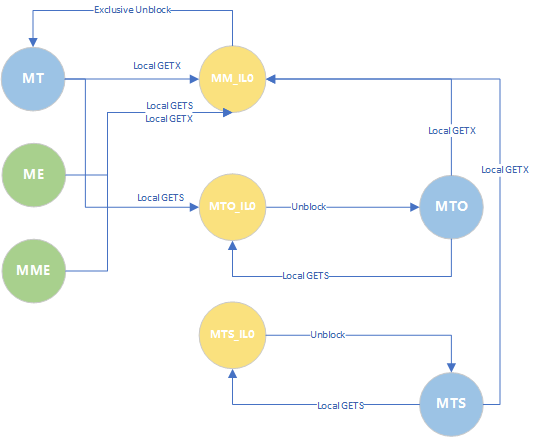 Exclusive Unblock
MT
Local GETX
MM_IL0
Local GETS
Local GETX
Local GETX
ME
Local GETX
Local GETS
MTO_IL0
Unblock
MTO
MME
Local GETS
MTS_IL0
Unblock
Local GETS
MTS